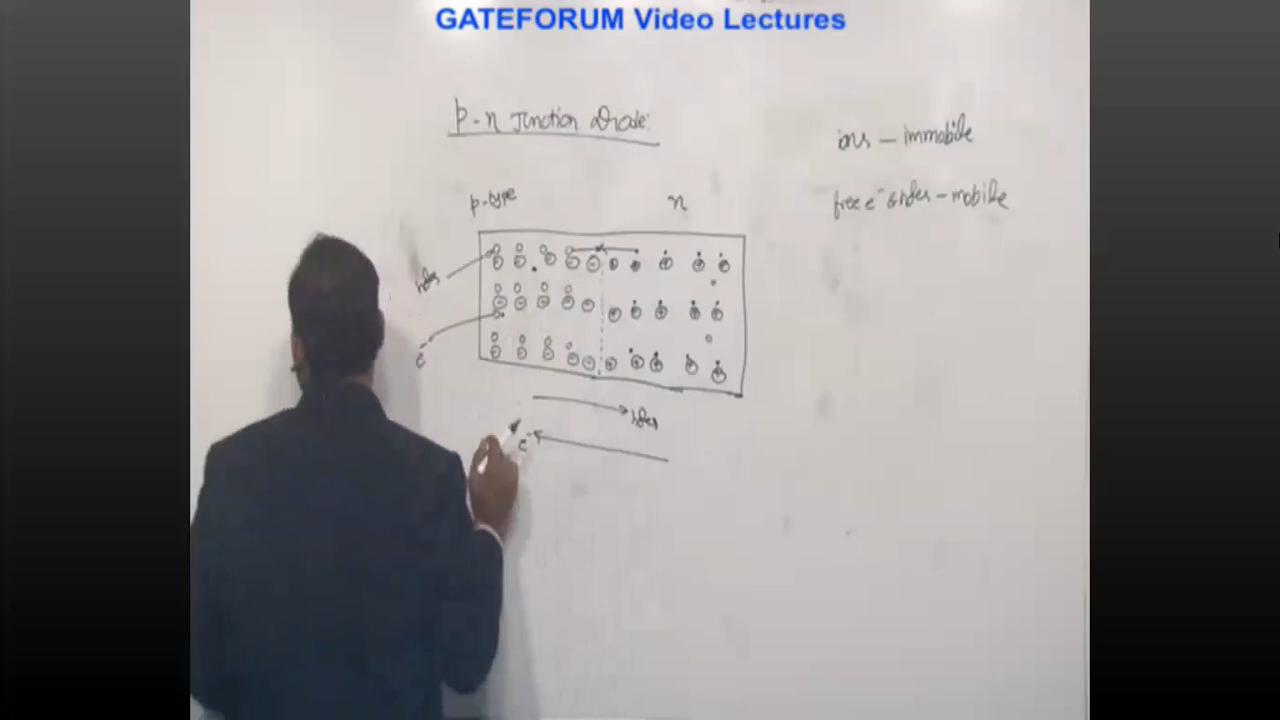 GATEFORUM Video Lectures
p-n Junction Diode:
ions - immobile
free e⁻ & holes - mobile
p-type
n
holes
e⁻
holes
e⁻